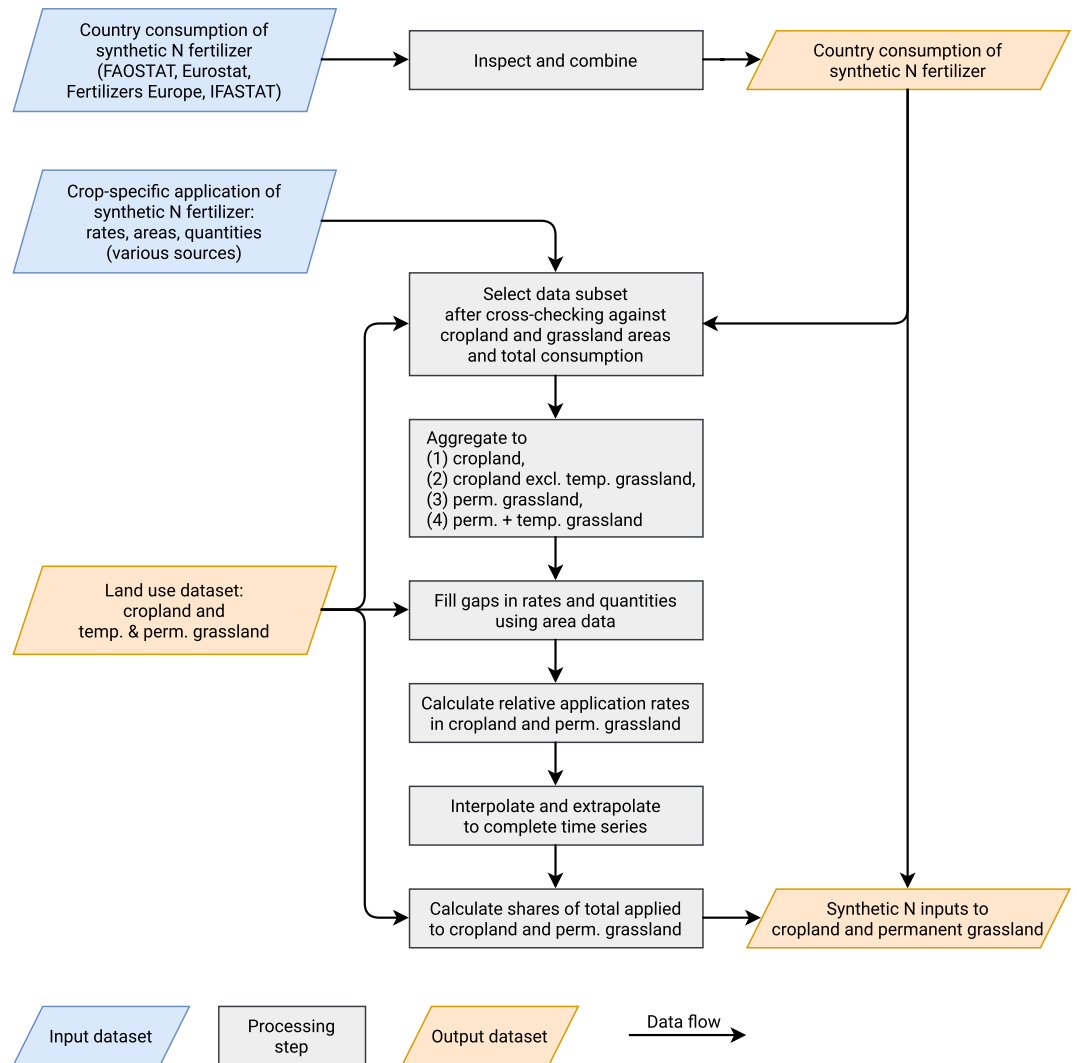 Country consumption of
synthetic N fertilizer
(FAOSTAT, Eurostat,
Fertilizers Europe, IFASTAT)
Inspect and combine
Country consumption of
synthetic N fertilizer
Crop-specific application of
synthetic N fertilizer:
rates, areas, quantities
(various sources)
Select data subset
after cross-checking against
cropland and grassland areas
and total consumption
Aggregate to
(1) cropland,
(2) cropland excl. temp. grassland,
(3) perm. grassland,
(4) perm. + temp. grassland
Land use dataset:
cropland and
temp. & perm. grassland
Fill gaps in rates and quantities
using area data
Calculate relative application rates
in cropland and perm. grassland
Interpolate and extrapolate
to complete time series
Calculate shares of total applied
to cropland and perm. grassland
Synthetic N inputs to
cropland and permanent grassland
Input dataset
Processing
step
Output dataset
Data flow